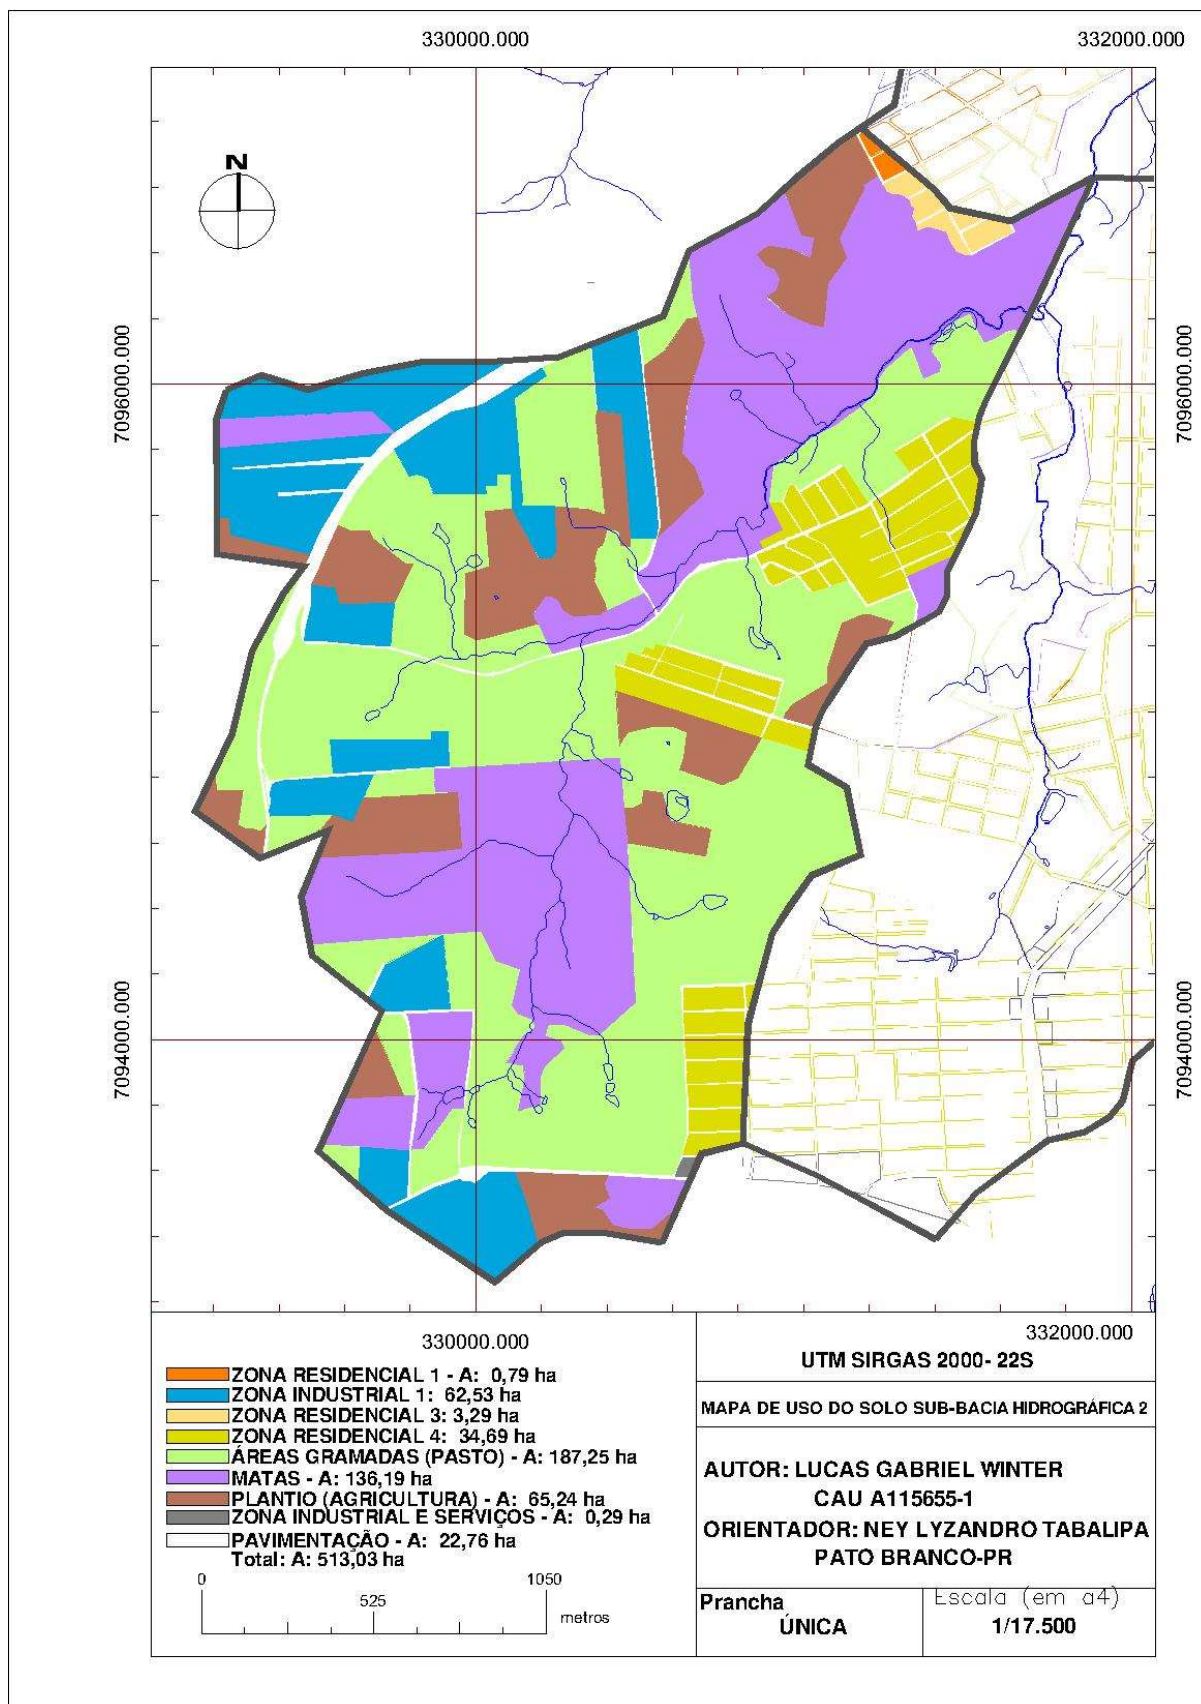 330000.000
332000.000
N
7096000.000
7096000.000
7094000.000
7094000.000
330000.000
332000.000
ZONA RESIDENCIAL 1 - A: 0,79 ha
ZONA INDUSTRIAL 1: 62,53 ha
ZONA RESIDENCIAL 3: 3,29 ha
ZONA RESIDENCIAL 4: 34,69 ha
ÁREAS GRAMADAS (PASTO) - A: 187,25 ha
MATAS - A: 136,19 ha
PLANTIO (AGRICULTURA) - A: 65,24 ha
ZONA INDUSTRIAL E SERVIÇOS - A: 0,29 ha
PAVIMENTAÇÃO - A: 22,76 ha
Total: A: 513,03 ha
0
525
1050
metros
UTM SIRGAS 2000- 22S
MAPA DE USO DO SOLO SUB-BACIA HIDROGRÁFICA 2
AUTOR: LUCAS GABRIEL WINTER
CAU A115655-1
ORIENTADOR: NEY LYZANDRO TABALIPA
PATO BRANCO-PR
Prancha
ÚNICA
Escala (em a4)
1/17.500